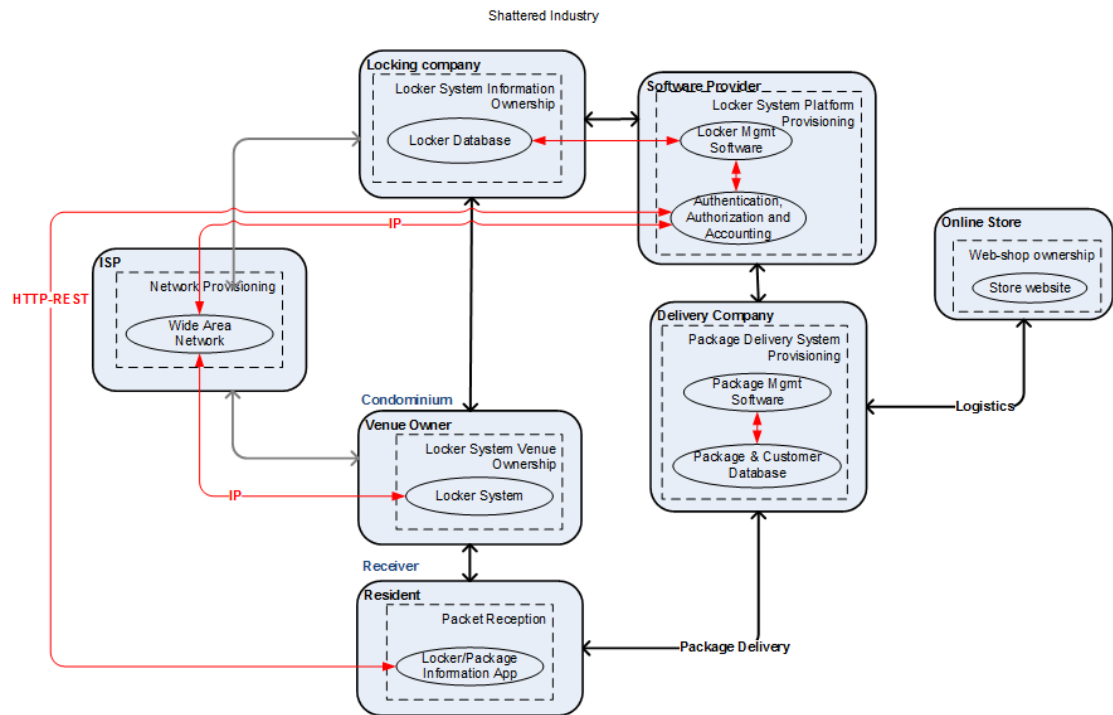 Shattered Industry
Locking company
Locker System Information
Ownership
Locker Database
Software Provider
Locker System Platform
Provisioning
Locker Mgmt
Software
Authentication,
Authorization and
Accounting
IP
ISP
Network Provisioning
Wide Area
Network
HTTP-REST
Online Store
Web-shop ownership
Store website
Delivery Company
Package Delivery System
Provisioning
Package Mgmt
Software
Package & Customer
Database
Logistics
Condominium
Venue Owner
Locker System Venue
Ownership
Locker System
IP
Receiver
Resident
Packet Reception
Locker/Package
Information App
Package Delivery